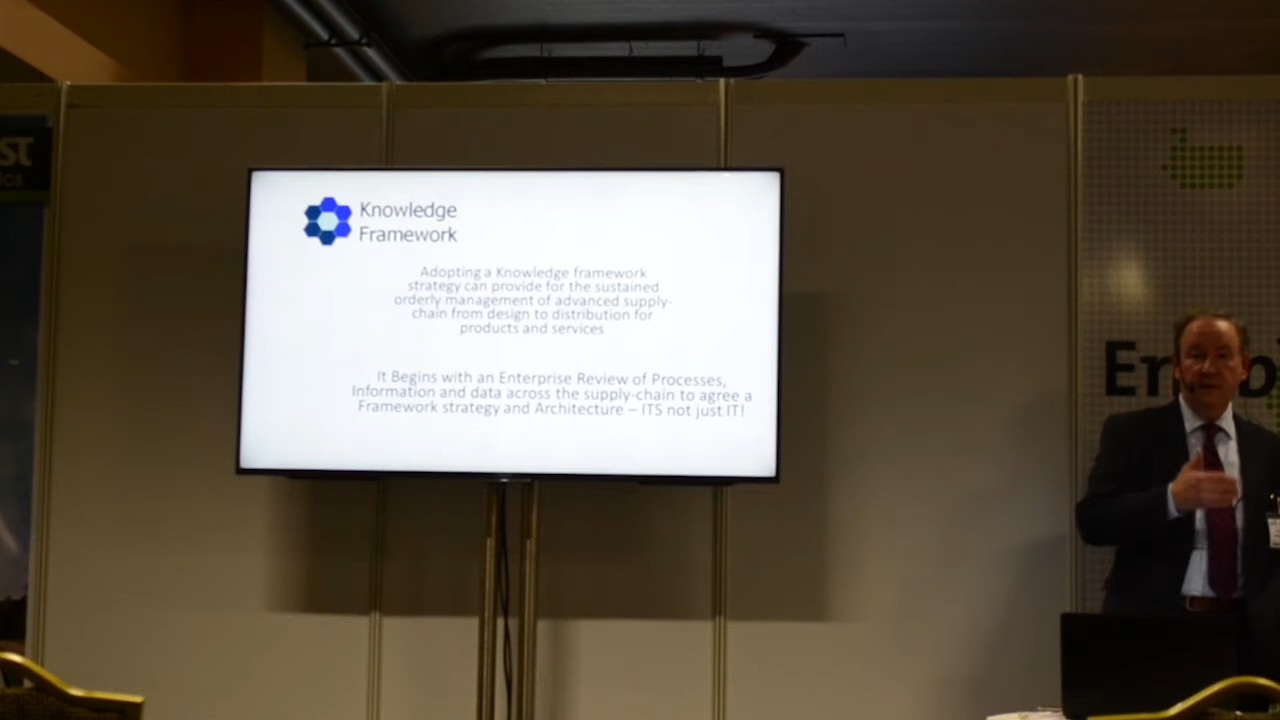 ST
ics
Knowledge
Framework
Adopting a Knowledge framework
strategy can provide for the sustained
orderly management of advanced supply-
chain from design to distribution for
products and services
It Begins with an Enterprise Review of Processes,
Information and data across the supply-chain to agree a
Framework strategy and Architecture – ITS not just IT!